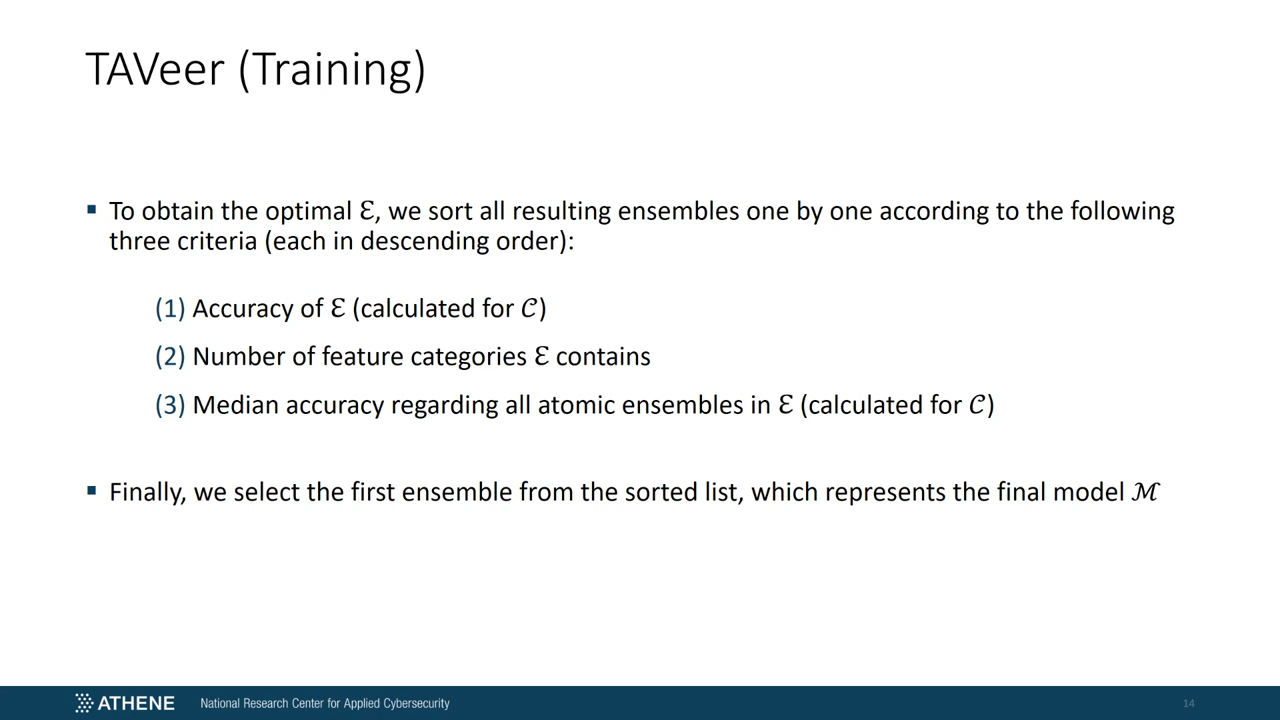 TAVeer (Training)
▪ To obtain the optimal ℰ, we sort all resulting ensembles one by one according to the following
three criteria (each in descending order):
(1) Accuracy of ℰ (calculated for 𝒞)
(2) Number of feature categories ℰ contains
(3) Median accuracy regarding all atomic ensembles in ℰ (calculated for 𝒞)
▪ Finally, we select the first ensemble from the sorted list, which represents the final model ℳ
ATHENE National Research Center for Applied Cybersecurity 14